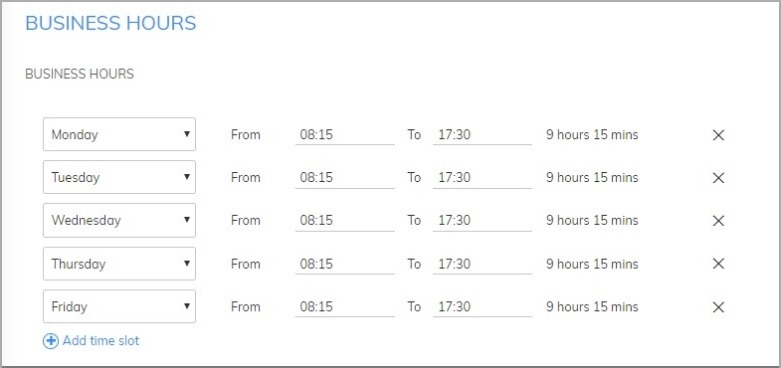 BUSINESS HOURS
BUSINESS HOURS
Monday From 08:15 To 17:30 9 hours 15 mins
Tuesday From 08:15 To 17:30 9 hours 15 mins
Wednesday From 08:15 To 17:30 9 hours 15 mins
Thursday From 08:15 To 17:30 9 hours 15 mins
Friday From 08:15 To 17:30 9 hours 15 mins
Add time slot